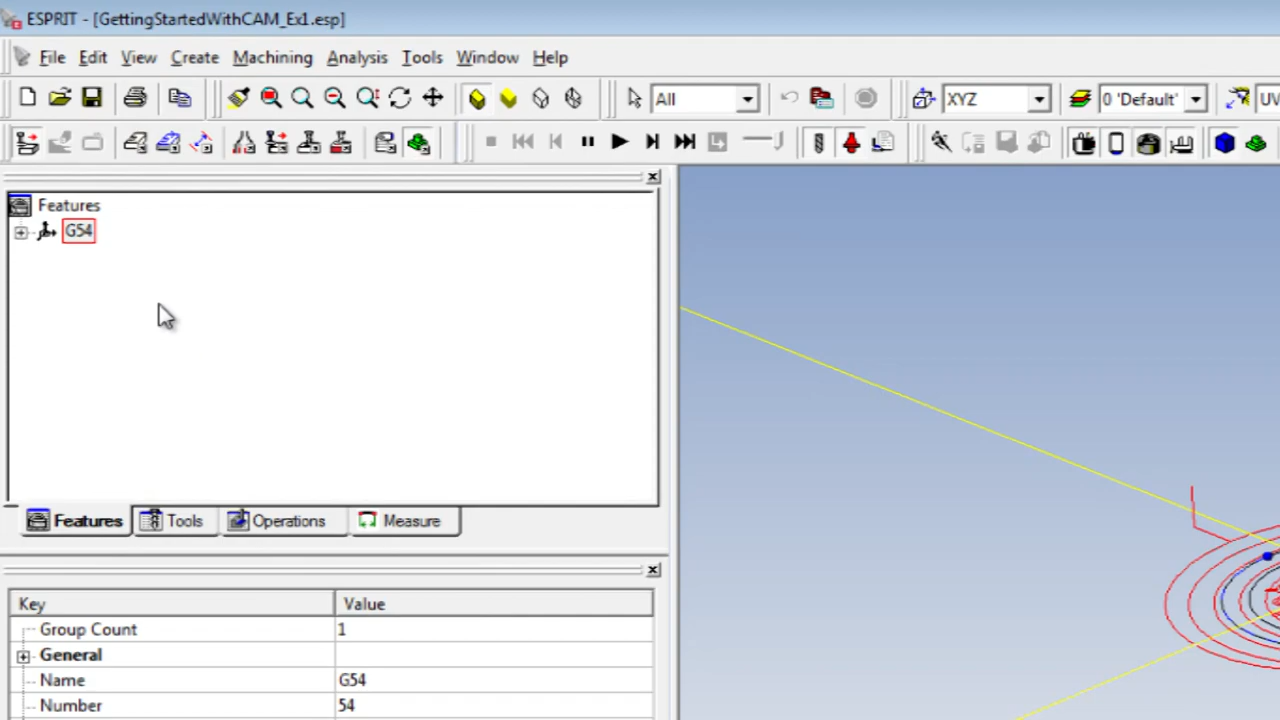 ESPRIT - [GettingStartedWithCAM_Ex1.esp]
File Edit View Create Machining Analysis Tools Window Help
All XYZ 0 'Default' UV
Features
G54
Features Tools Operations Measure
Key Value
Group Count 1
General
Name G54
Number 54